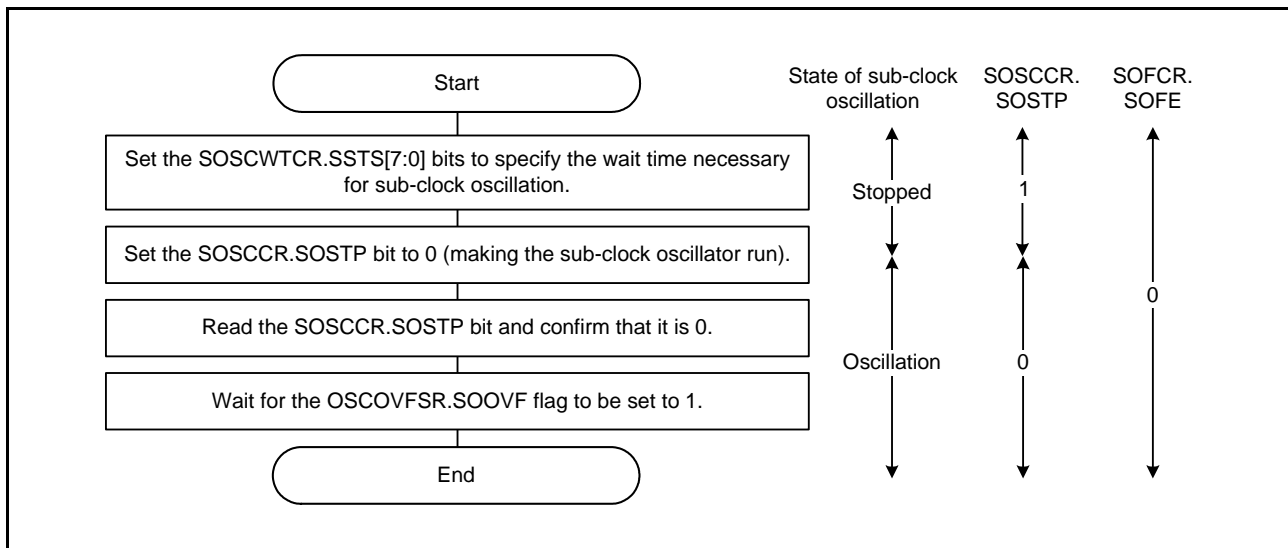 Start
State of sub-clock
oscillation
SOSCCR.
SOSTP
SOFCR.
SOFE
Set the SOSCWTCR.SSTS[7:0] bits to specify the wait time necessary
for sub-clock oscillation.
Stopped
1
Set the SOSCCR.SOSTP bit to 0 (making the sub-clock oscillator run).
0
Read the SOSCCR.SOSTP bit and confirm that it is 0.
Oscillation
0
Wait for the OSCOVFSR.SOOVF flag to be set to 1.
End